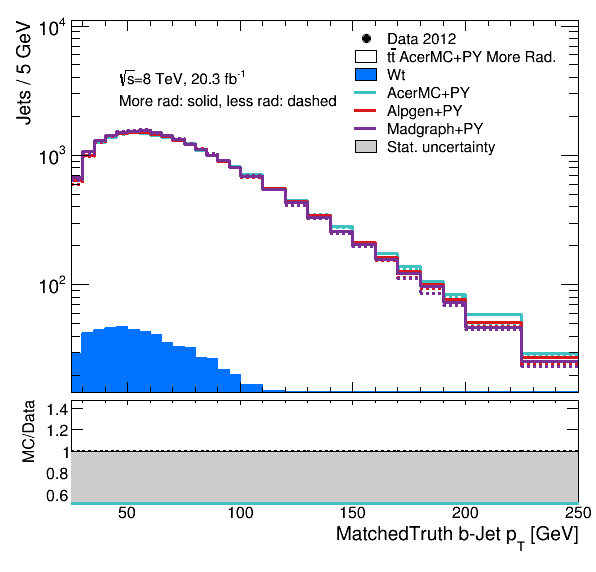 10⁴
Jets / 5 GeV
Data 2012
tt̄ AcerMC+PY More Rad.
Wt
AcerMC+PY
Alpgen+PY
Madgraph+PY
Stat. uncertainty
√s=8 TeV, 20.3 fb⁻¹
More rad: solid, less rad: dashed
10³
10²
MC/Data
1.4
1.2
1
0.8
0.6
50 100 150 200 250
MatchedTruth b-Jet p_T [GeV]